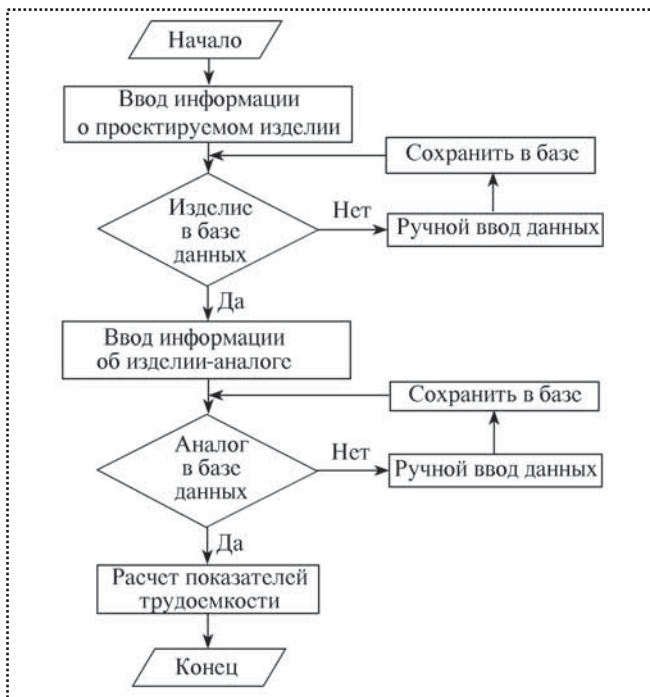 Начало
Ввод информации
о проектируемом изделии
Сохранить в базе
Изделие
в базе
данных
Нет
Ручной ввод данных
Да
Ввод информации
об изделии-аналоге
Сохранить в базе
Аналог
в базе
данных
Нет
Ручной ввод данных
Да
Расчет показателей
трудоемкости
Конец